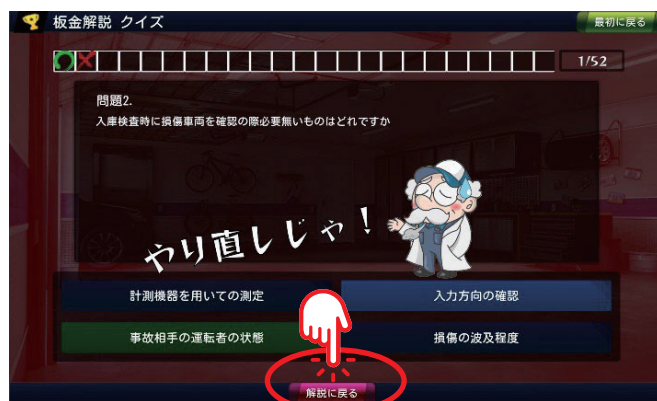 板金解説 クイズ
最初に戻る
1/52
問題2.
入庫検査時に損傷車両を確認の際必要無いものはどれですか
やり直しじゃ!
計測機器を用いての測定
入力方向の確認
事故相手の運転者の状態
損傷の波及程度
解説に戻る